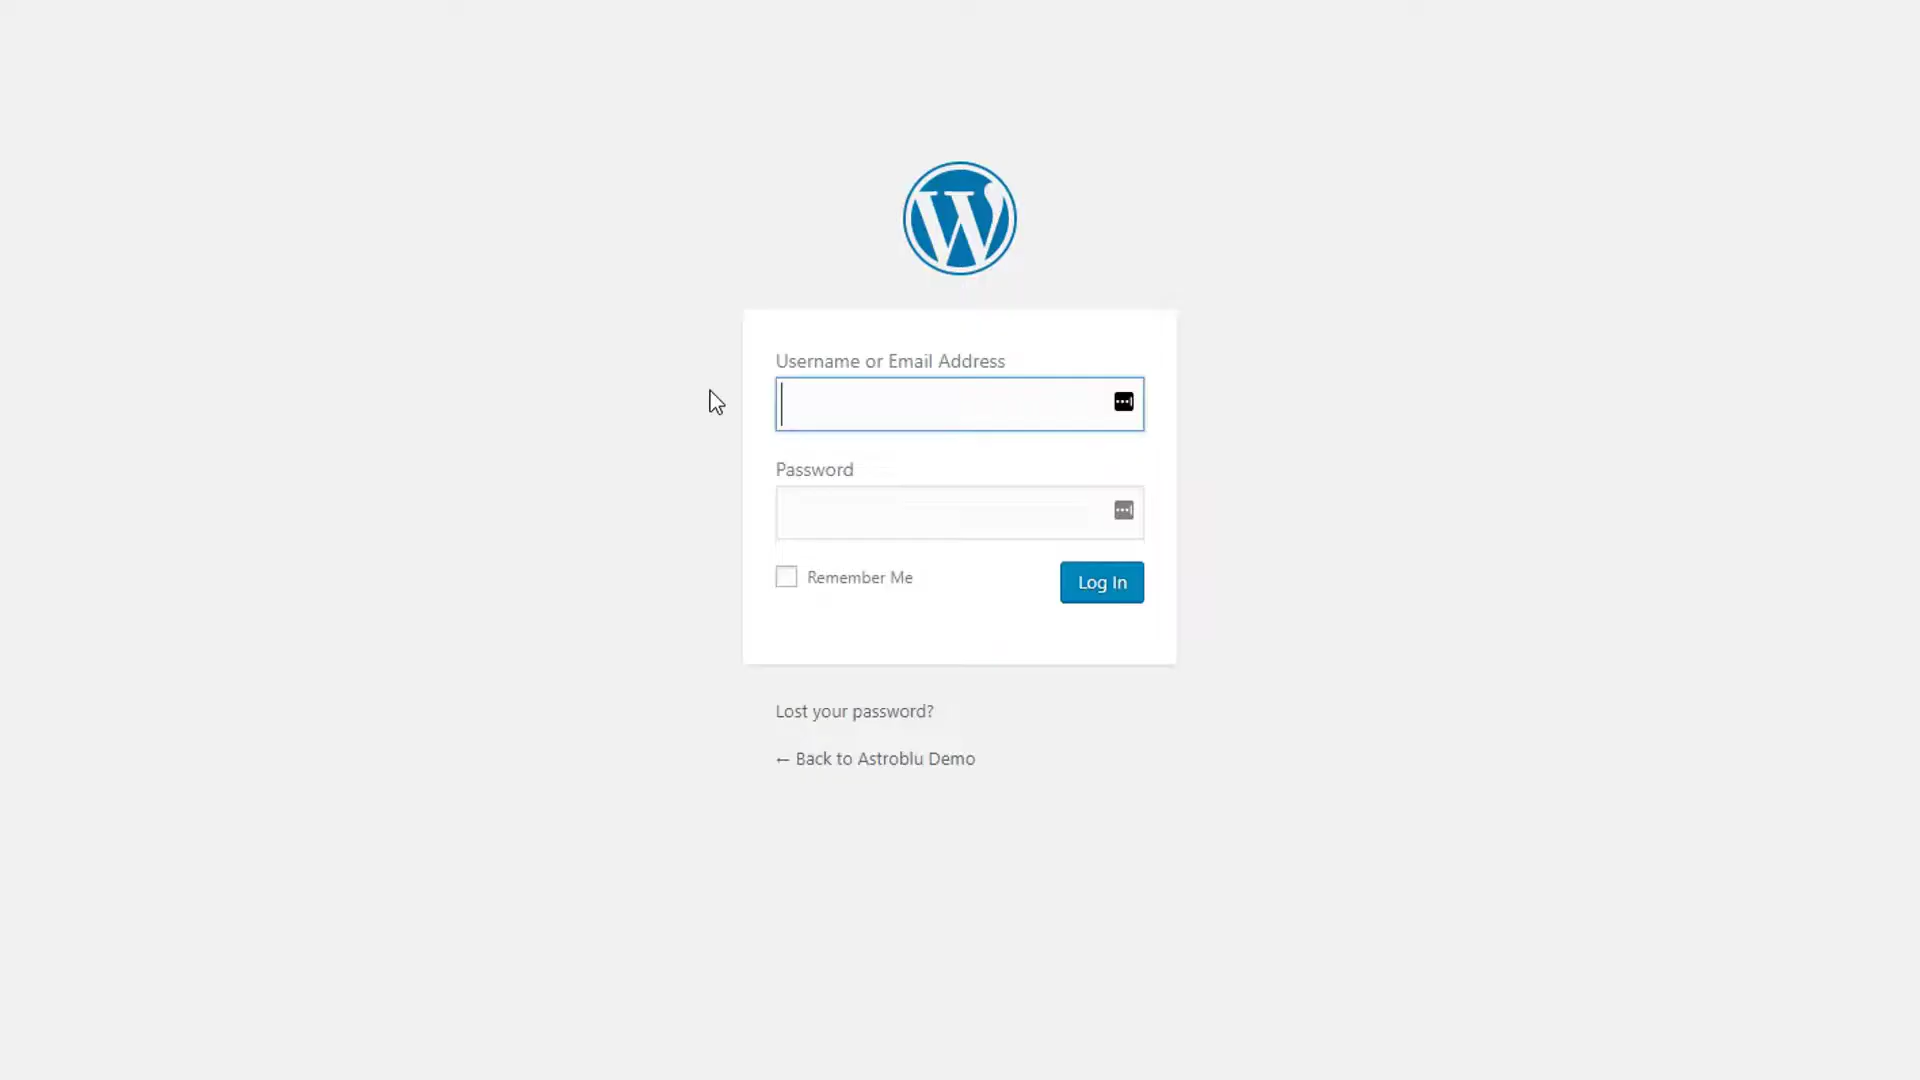 Username or Email Address
Password
Remember Me
Log In
Lost your password?
← Back to Astroblu Demo